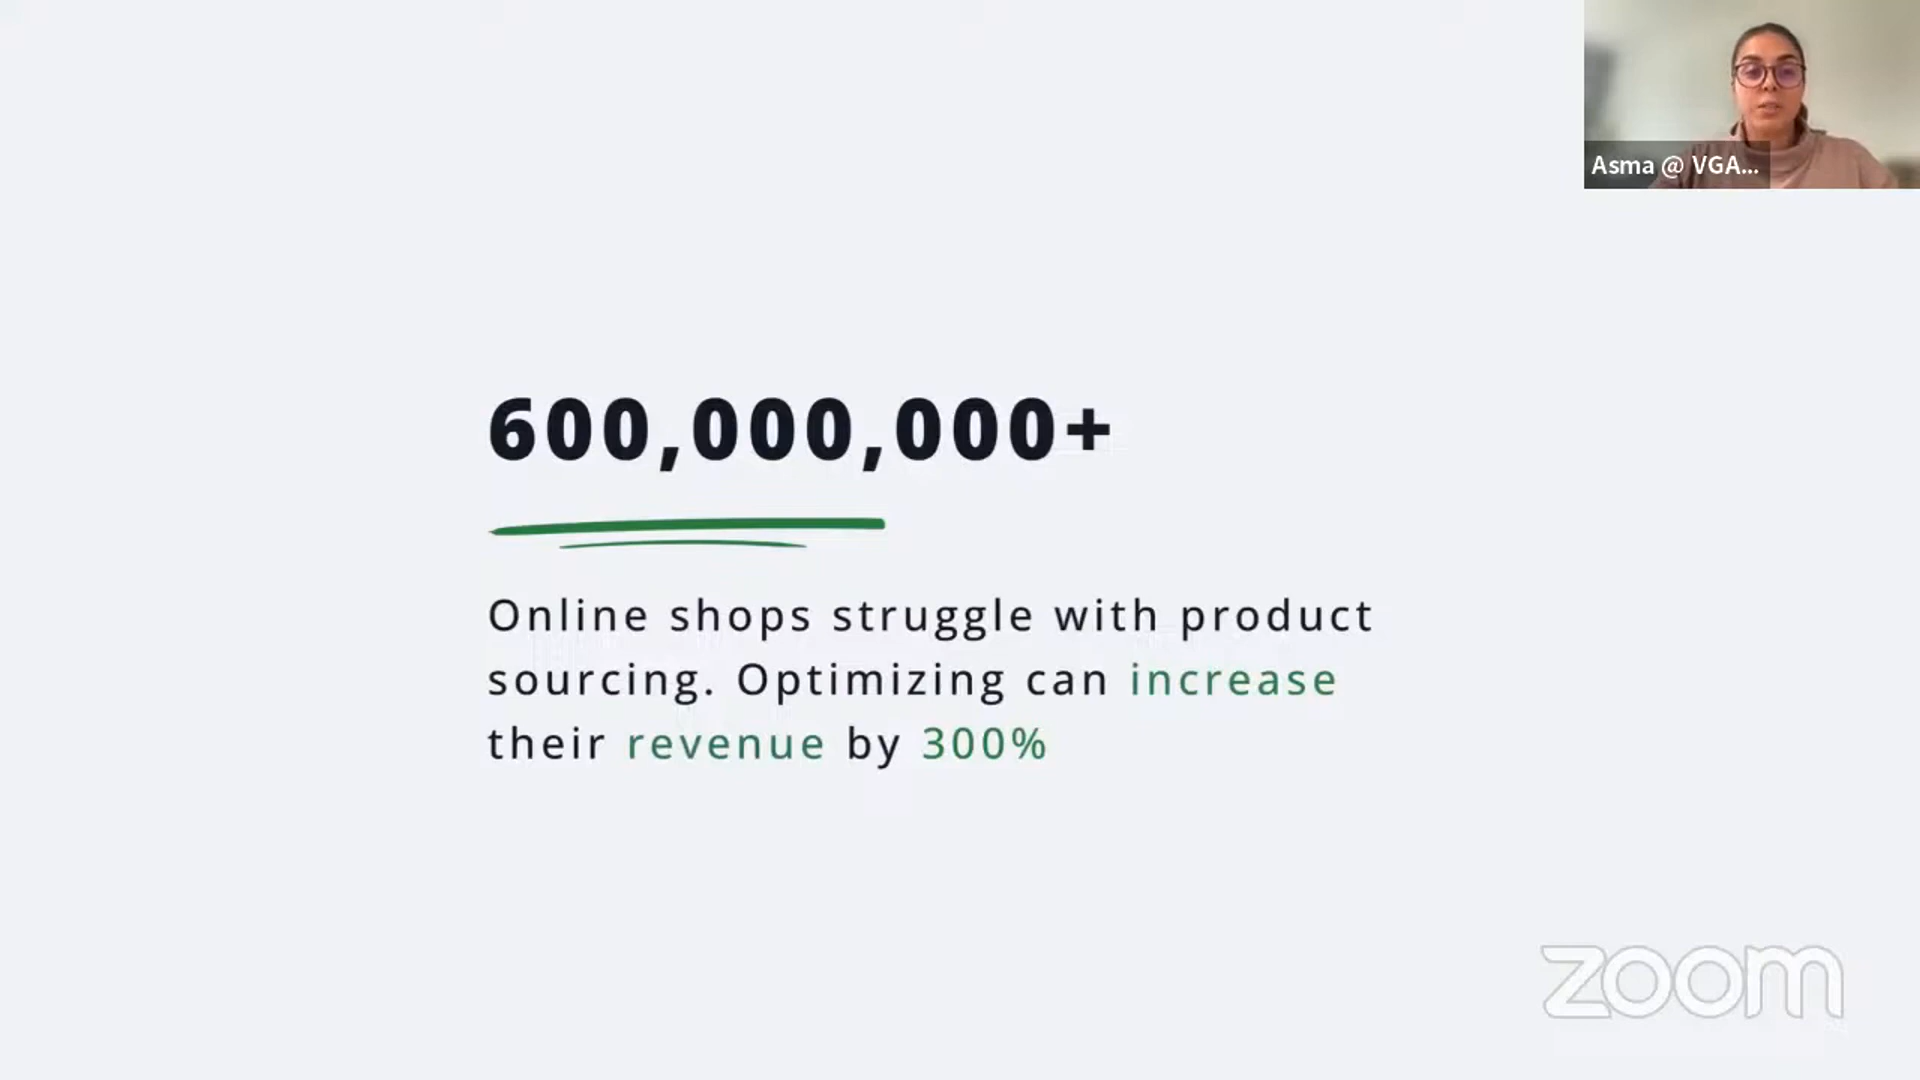 Asma @ VGA...
600,000,000+
Online shops struggle with product
sourcing. Optimizing can increase
their revenue by 300%
zoom